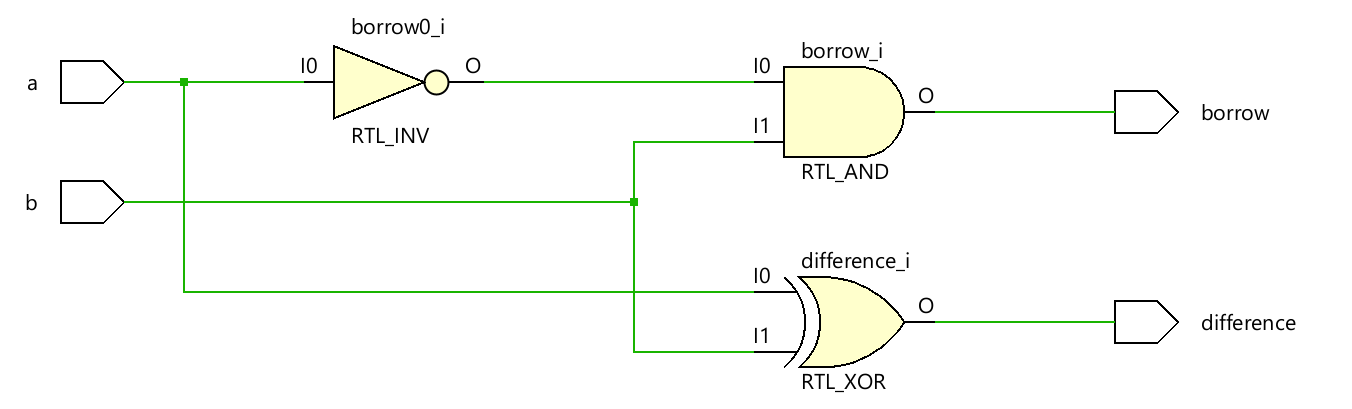 borrow0_i
borrow_i
a
I0
O
I0
O
borrow
RTL_INV
I1
RTL_AND
b
difference_i
I0
O
difference
I1
RTL_XOR